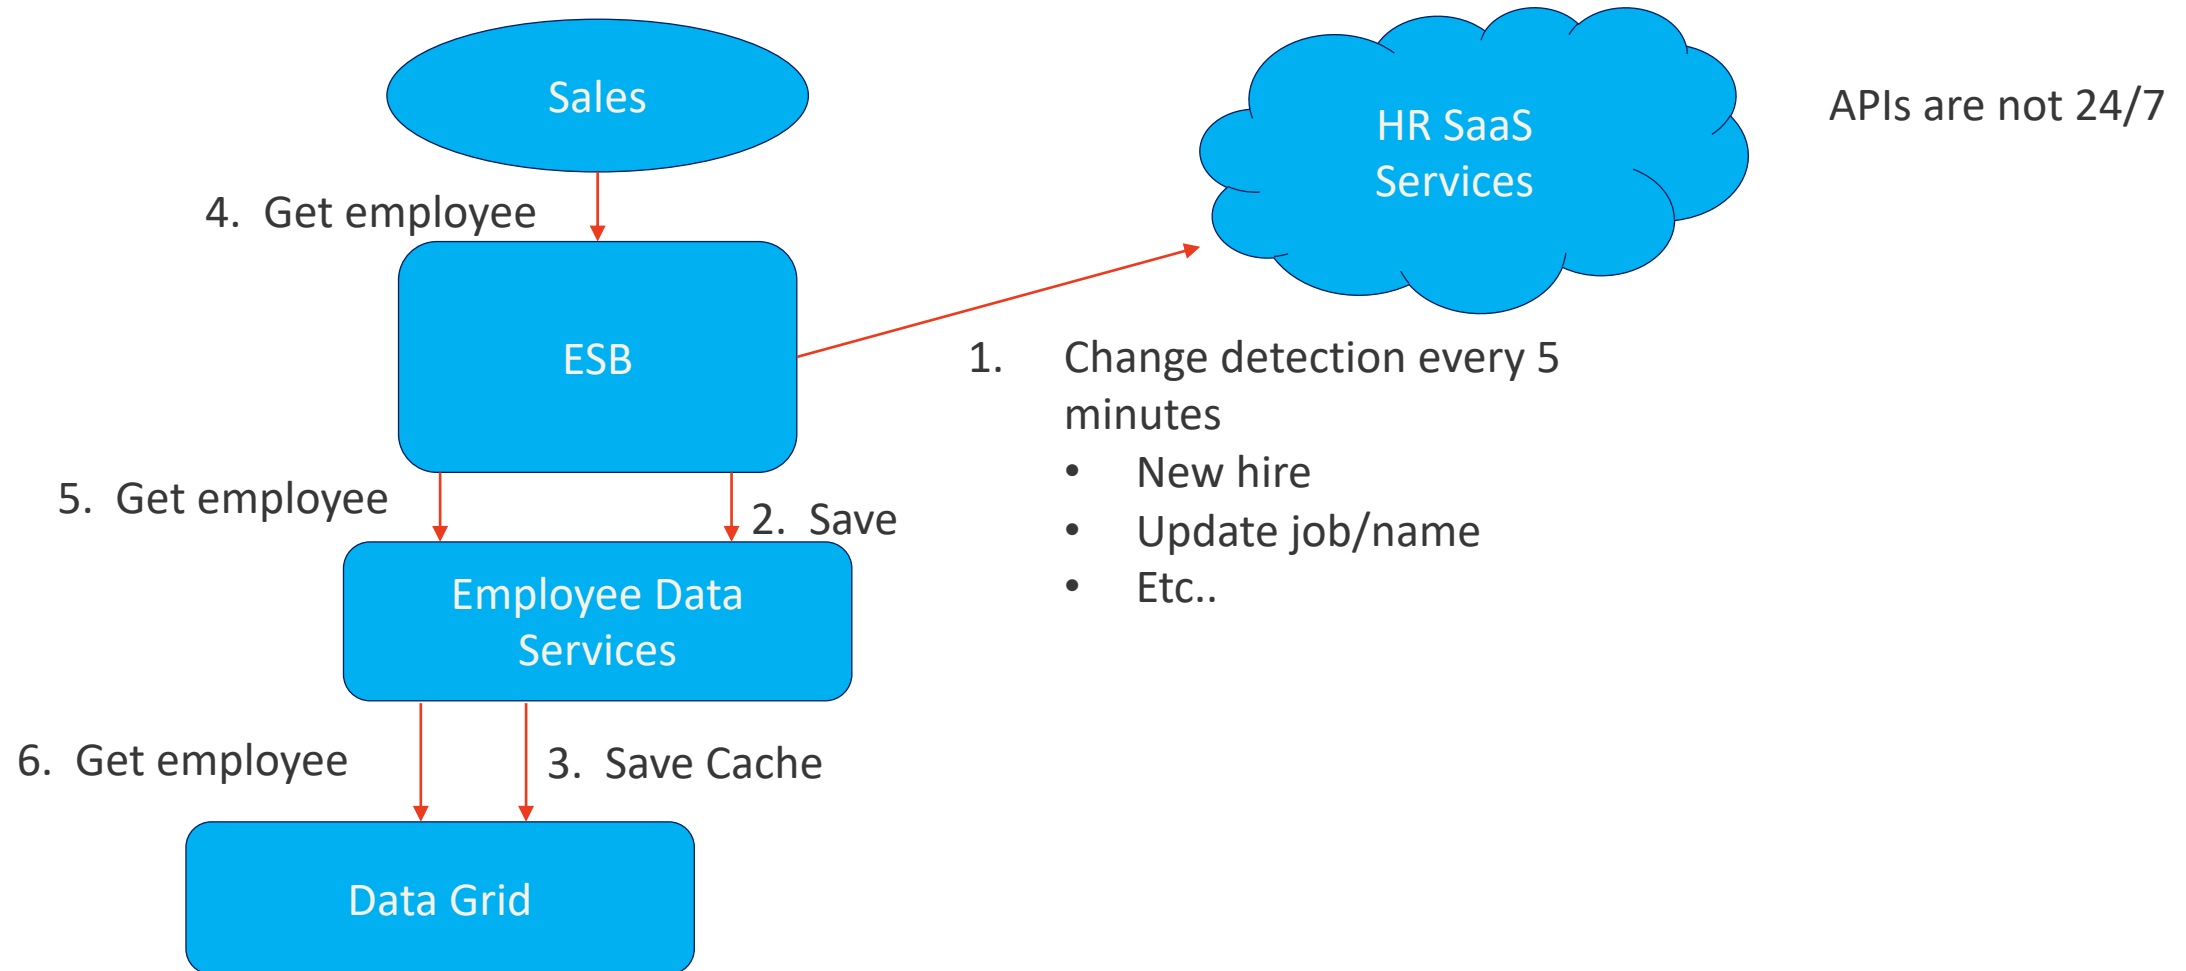 Sales
HR SaaS
Services
APIs are not 24/7
4. Get employee
ESB
1. Change detection every 5
minutes
• New hire
• Update job/name
• Etc..
5. Get employee
2. Save
Employee Data
Services
6. Get employee
3. Save Cache
Data Grid